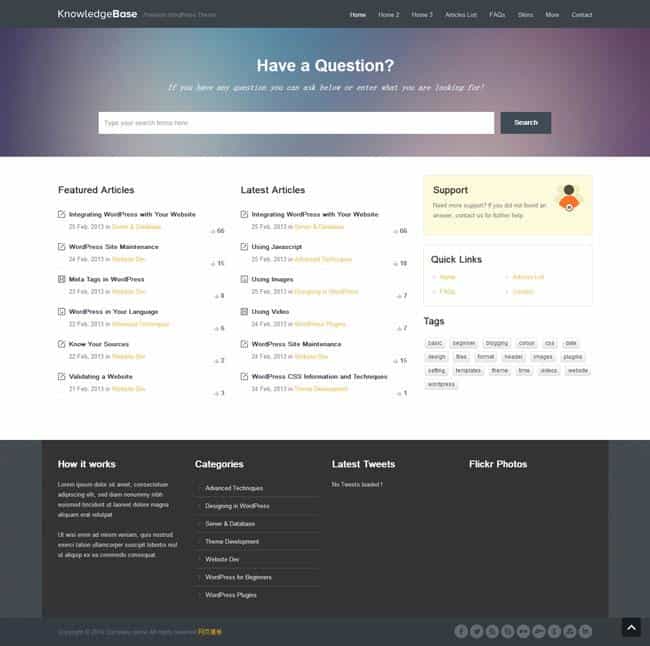 KnowledgeBase Premium WordPress Theme
Home Home 2 Home 3 Articles List FAQs Skins More Contact
Have a Question?
If you have any question you can ask below or enter what you are looking for!
Type your search terms here
Search
Featured Articles
Integrating WordPress with Your Website
25 Feb, 2013 in Server & Database
66
WordPress Site Maintenance
24 Feb, 2013 in Website Dev
15
Meta Tags in WordPress
23 Feb, 2013 in Website Dev
8
WordPress in Your Language
22 Feb, 2013 in Advanced Techniques
6
Know Your Sources
22 Feb, 2013 in Website Dev
2
Validating a Website
21 Feb, 2013 in Website Dev
3
Latest Articles
Integrating WordPress with Your Website
25 Feb, 2013 in Server & Database
66
Using Javascript
25 Feb, 2013 in Advanced Techniques
18
Using Images
25 Feb, 2013 in Designing in WordPress
7
Using Video
24 Feb, 2013 in WordPress Plugins
7
WordPress Site Maintenance
24 Feb, 2013 in Website Dev
15
WordPress CSS Information and Techniques
24 Feb, 2013 in Theme Development
1
Support
Need more support? If you did not found an
answer, contact us for further help.
Quick Links
Home
Articles List
FAQs
Contact
Tags
basic beginner blogging colour css date
design files format header images plugins
setting templates theme time videos website
wordpress
How it works
Lorem ipsum dolor sit amet, consectetuer
adipiscing elit, sed diam nonummy nibh
euismod tincidunt ut laoreet dolore magna
aliquam erat volutpat.
Ut wisi enim ad minim veniam, quis nostrud
exerci tation ullamcorper suscipit lobortis nisl
ut aliquip ex ea commodo consequat.
Categories
Advanced Techniques
Designing in WordPress
Server & Database
Theme Development
Website Dev
WordPress for Beginners
WordPress Plugins
Latest Tweets
No Tweets loaded !
Flickr Photos
Copyright © 2014.Company name All rights reserved.网页模板